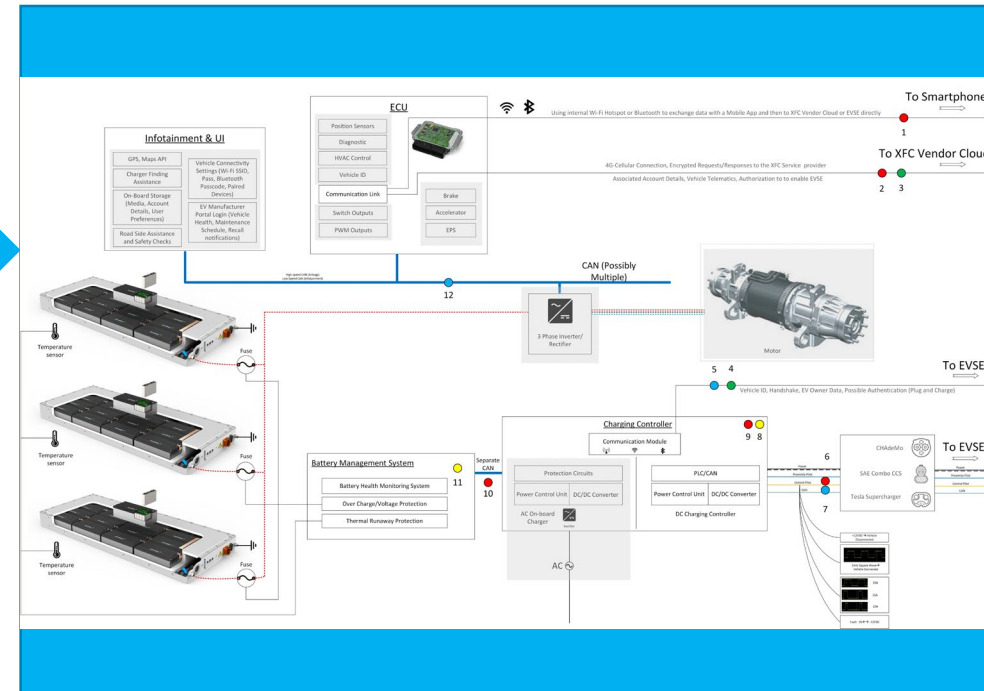 To Smartphone
Using internal Wi-Fi Hotspot or Bluetooth to exchange data with a Mobile App and then to XFC Vendor Cloud or EVSE directly
1
To XFC Vendor Cloud
4G-Cellular Connection, Encrypted Requests/Responses to the XFC Service provider
Associated Account Details, Vehicle Telematics, Authorization to to enable EVSE
2
3
ECU
Position Sensors
Diagnostic
HVAC Control
Vehicle ID
Communication Link
Switch Outputs
PWM Outputs
Brake
Accelerator
EPS
Infotainment & UI
GPS, Maps API
Charger Finding
Assistance
On-Board Storage
(Media, Account
Details, User
Preferences)
Road Side Assistance
and Safety Checks
Vehicle Connectivity
Settings (Wi-Fi SSID,
Pass, Bluetooth
Passcode, Paired
Devices)
EV Manufacturer
Portal Login (Vehicle
Health, Maintenance
Schedule, Recall
notifications)
12
CAN (Possibly
Multiple)
3 Phase Inverter/
Rectifier
Motor
Temperature
sensor
Fuse
Fuse
Temperature
sensor
Fuse
5
4
To EVSE
Vehicle ID, Handshake, EV Owner Data, Possible Authentication (Plug and Charge)
Charging Controller
9
8
Communication Module
Protection Circuits
Power Control Unit
DC/DC Converter
AC On-board
Charger
PLC/CAN
Power Control Unit
DC/DC Converter
DC Charging Controller
AC
Battery Management System
11
Battery Health Monitoring System
Over Charge/Voltage Protection
Thermal Runaway Protection
Separate
CAN
10
6
7
CHAdeMo
SAE Combo CCS
Tesla Supercharger
To EVSE